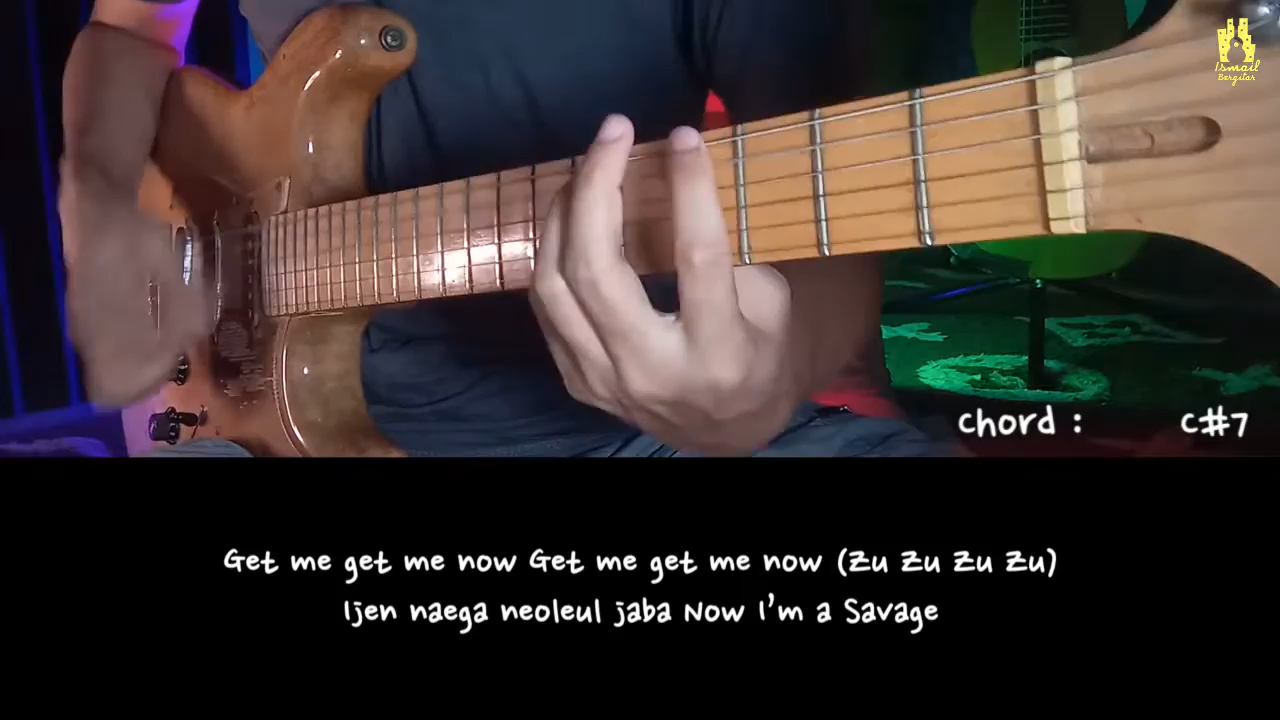 Ismail
Bergitar
chord : C#7
Get me get me now Get me get me now (Zu Zu Zu Zu)
Ijen naega neoleul jaba Now I'm a Savage